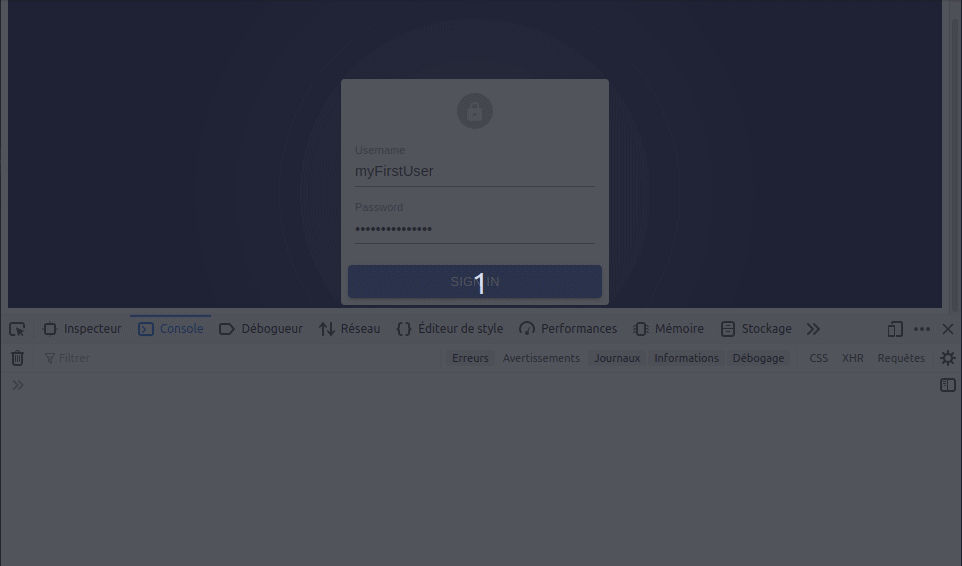 Username
myFirstUser
Password
•••••••••••••••
SIGN IN
1
Inspecteur Console Débogueur Réseau Éditeur de style Performances Mémoire Stockage
Filtrer Erreurs Avertissements Journaux Informations Débogage CSS XHR Requêtes